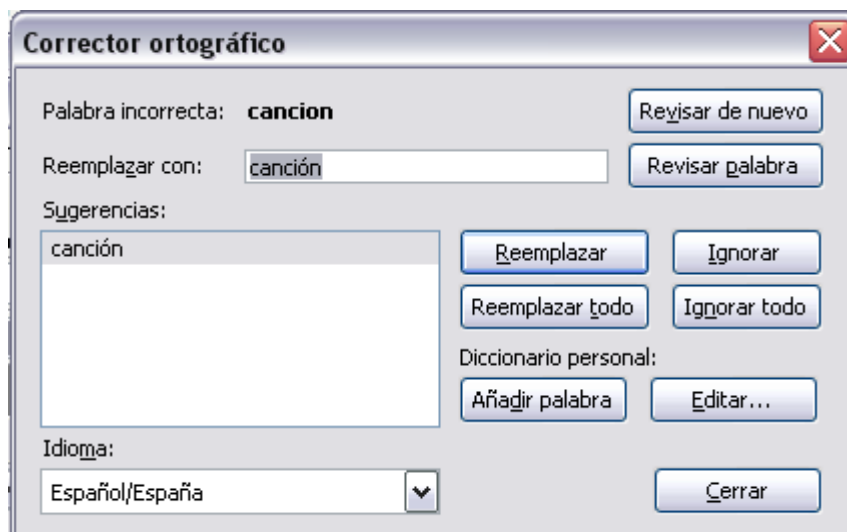 Corrector ortográfico
Palabra incorrecta: cancion
Revisar de nuevo
Reemplazar con: canción
Revisar palabra
Sugerencias:
canción
Reemplazar
Ignorar
Reemplazar todo
Ignorar todo
Diccionario personal:
Añadir palabra
Editar...
Idioma:
Español/España
Cerrar